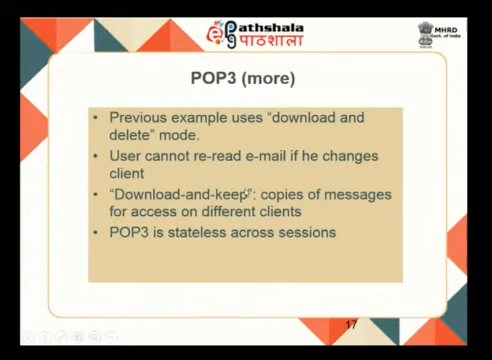 ePathshala
पाठशाला
MHRD
Govt. of India
POP3 (more)
• Previous example uses “download and
delete” mode.
• User cannot re-read e-mail if he changes
client
• “Download-and-keep”: copies of messages
for access on different clients
• POP3 is stateless across sessions
17